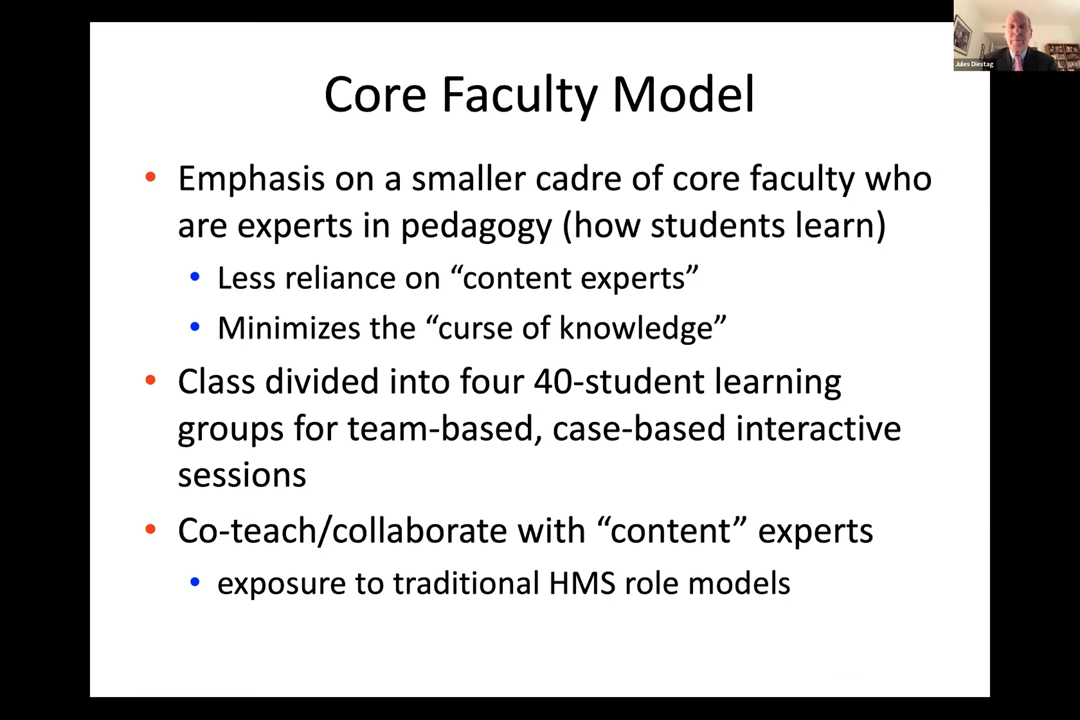 Core Faculty Model
• Emphasis on a smaller cadre of core faculty who
are experts in pedagogy (how students learn)
• Less reliance on “content experts”
• Minimizes the “curse of knowledge”
• Class divided into four 40-student learning
groups for team-based, case-based interactive
sessions
• Co-teach/collaborate with “content” experts
• exposure to traditional HMS role models
Jules Dienstag